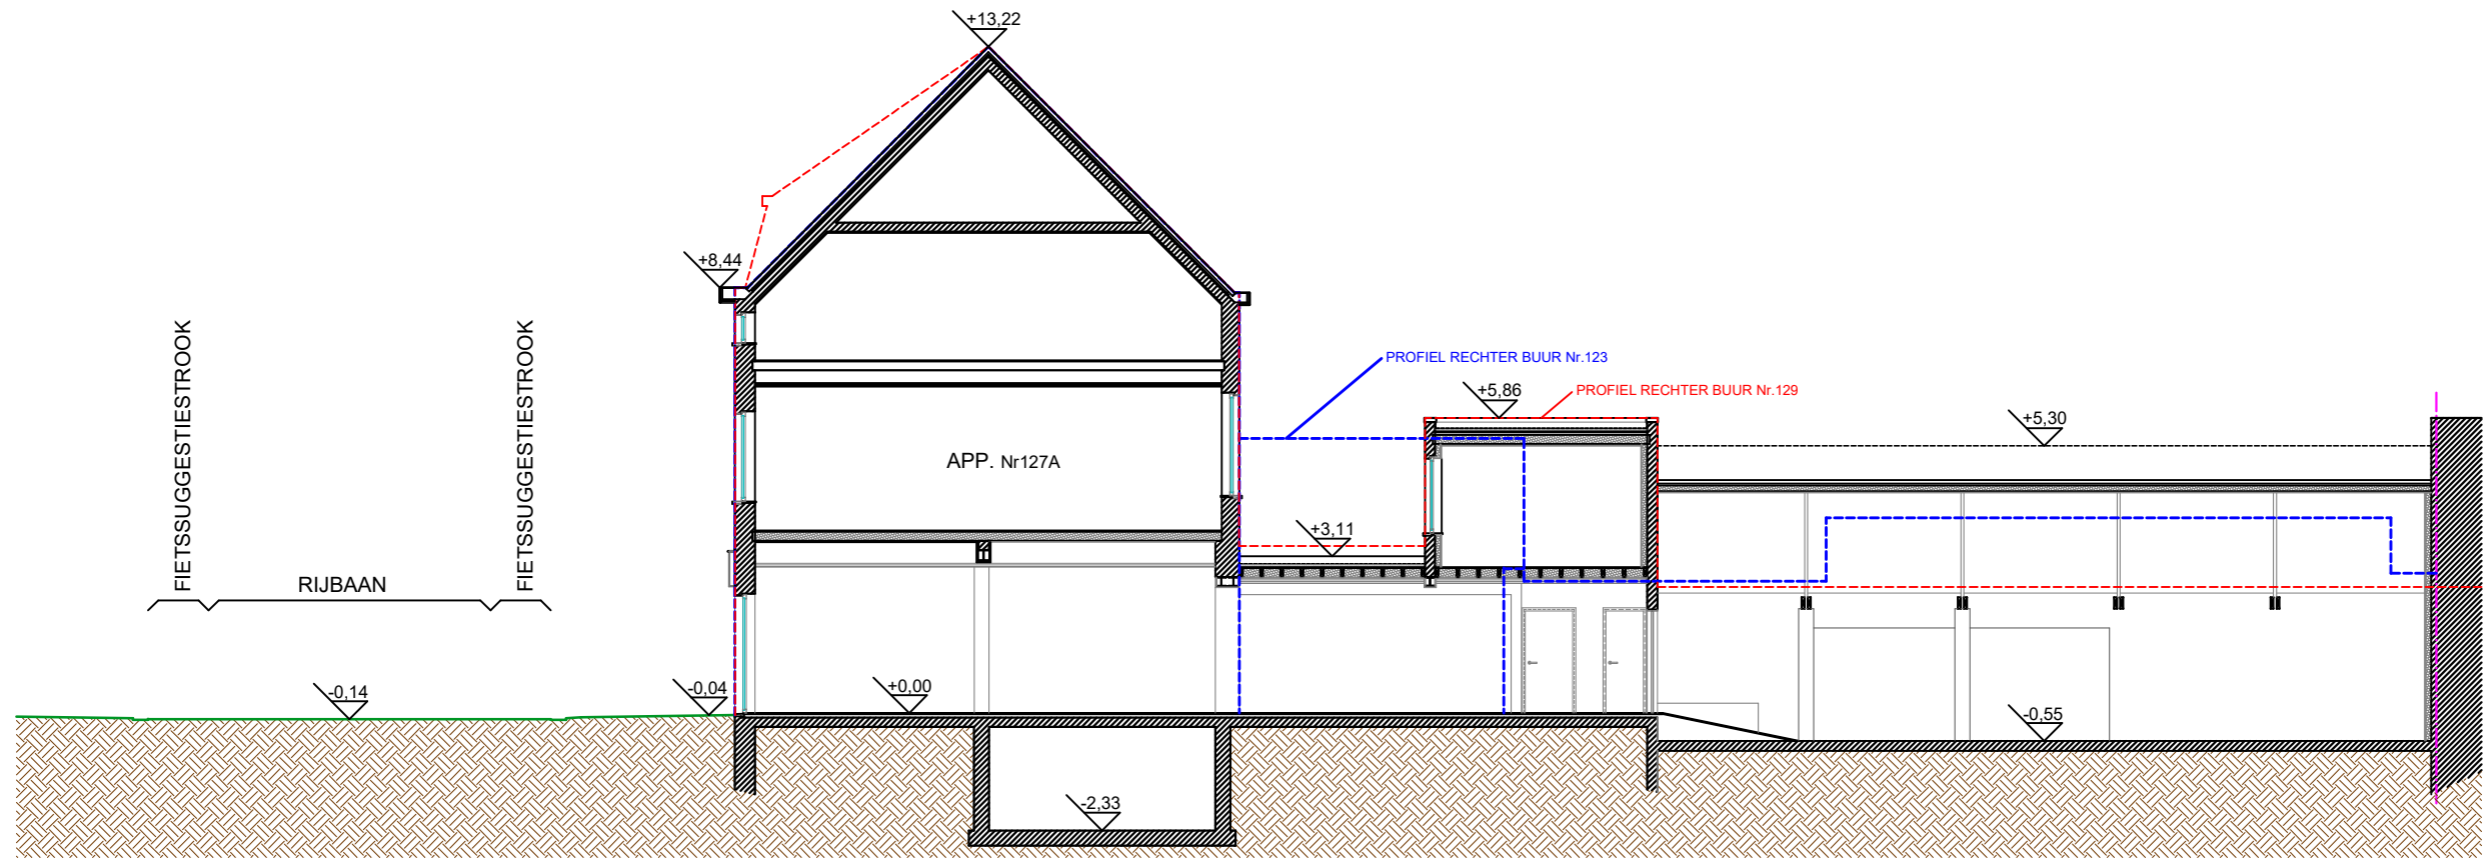 +13,22
+8,44
FIETSSUGGESTIESTROOK
FIETSSUGGESTIESTROOK
PROFIEL RECHTER BUUR Nr.123
+5,86
PROFIEL RECHTER BUUR Nr.129
+5,30
APP. Nr127A
+3,11
RIJBAAN
-0,14
-0,04
+0,00
-0,55
-2,33